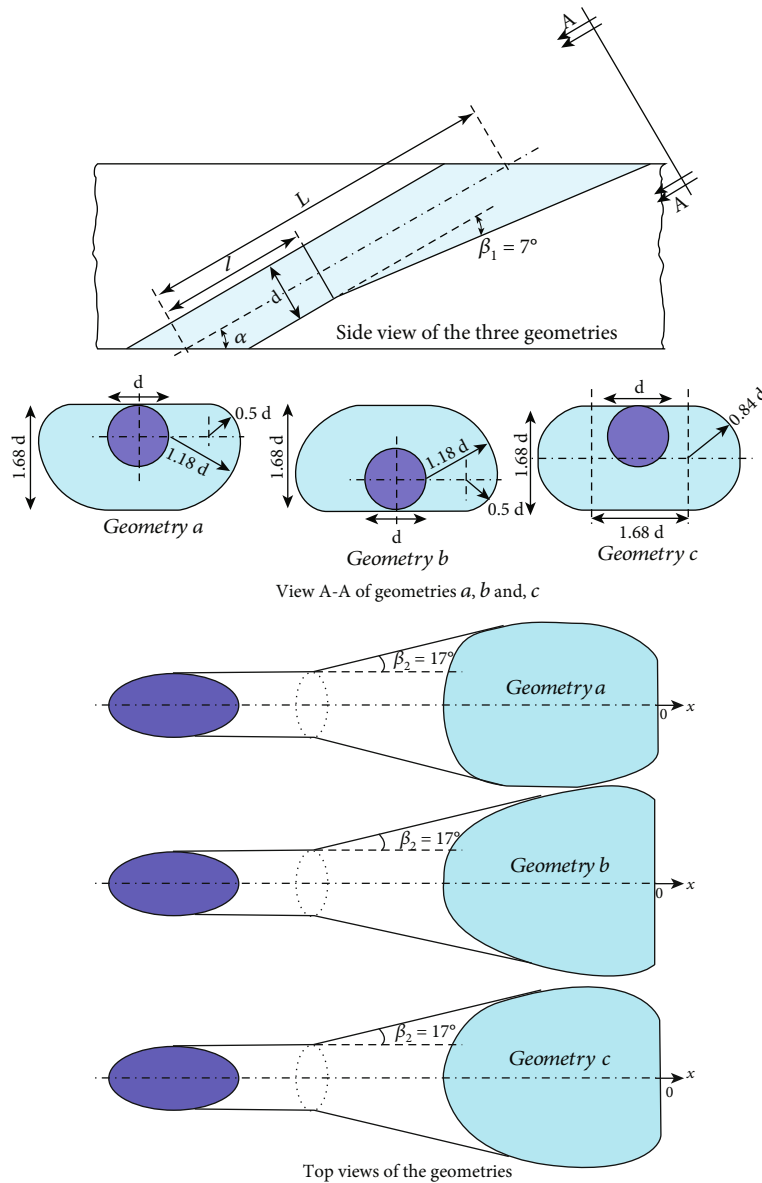 A
A
L
l
d
α
β1 = 7°
Side view of the three geometries
d
0.5 d
1.18 d
1.68 d
Geometry a
1.68 d
1.18 d
0.5 d
d
Geometry b
d
0.84 d
1.68 d
1.68 d
Geometry c
View A-A of geometries a, b and, c
β2 = 17°
Geometry a
0
x
β2 = 17°
Geometry b
0
x
β2 = 17°
Geometry c
0
x
Top views of the geometries